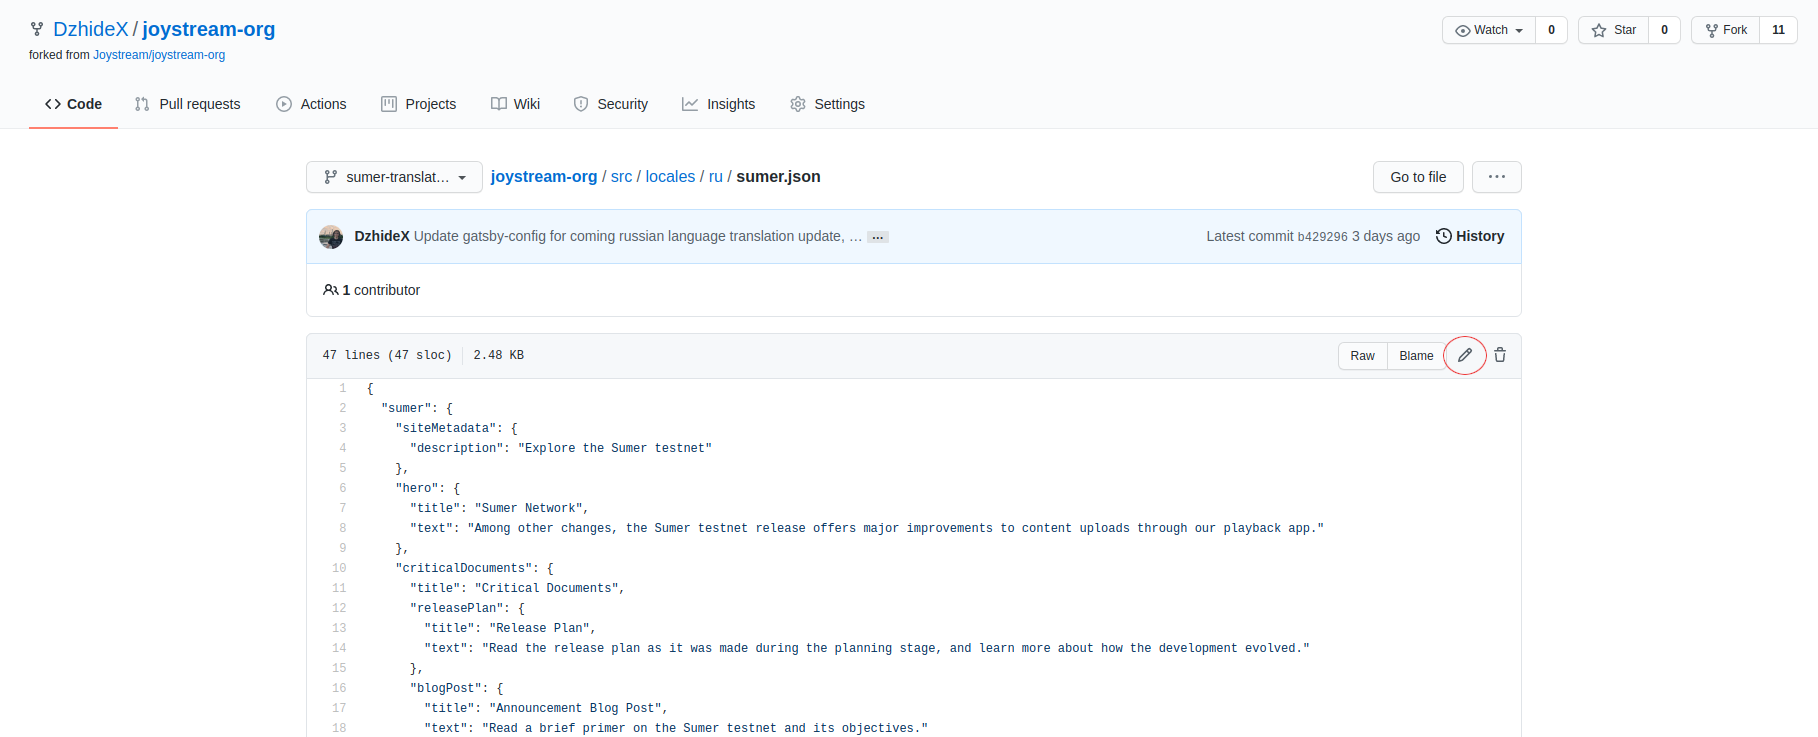 DzhideX / joystream-org
Watch 0 Star 0 Fork 11
forked from Joystream/joystream-org
Code Pull requests Actions Projects Wiki Security Insights Settings
sumer-translat… joystream-org / src / locales / ru / sumer.json Go to file ...
DzhideX Update gatsby-config for coming russian language translation update, … ... Latest commit b429296 3 days ago History
1 contributor
47 lines (47 sloc) 2.48 KB Raw Blame
1 {
2 "sumer": {
3 "siteMetadata": {
4 "description": "Explore the Sumer testnet"
5 },
6 "hero": {
7 "title": "Sumer Network",
8 "text": "Among other changes, the Sumer testnet release offers major improvements to content uploads through our playback app."
9 },
10 "criticalDocuments": {
11 "title": "Critical Documents",
12 "releasePlan": {
13 "title": "Release Plan",
14 "text": "Read the release plan as it was made during the planning stage, and learn more about how the development evolved."
15 },
16 "blogPost": {
17 "title": "Announcement Blog Post",
18 "text": "Read a brief primer on the Sumer testnet and its objectives."